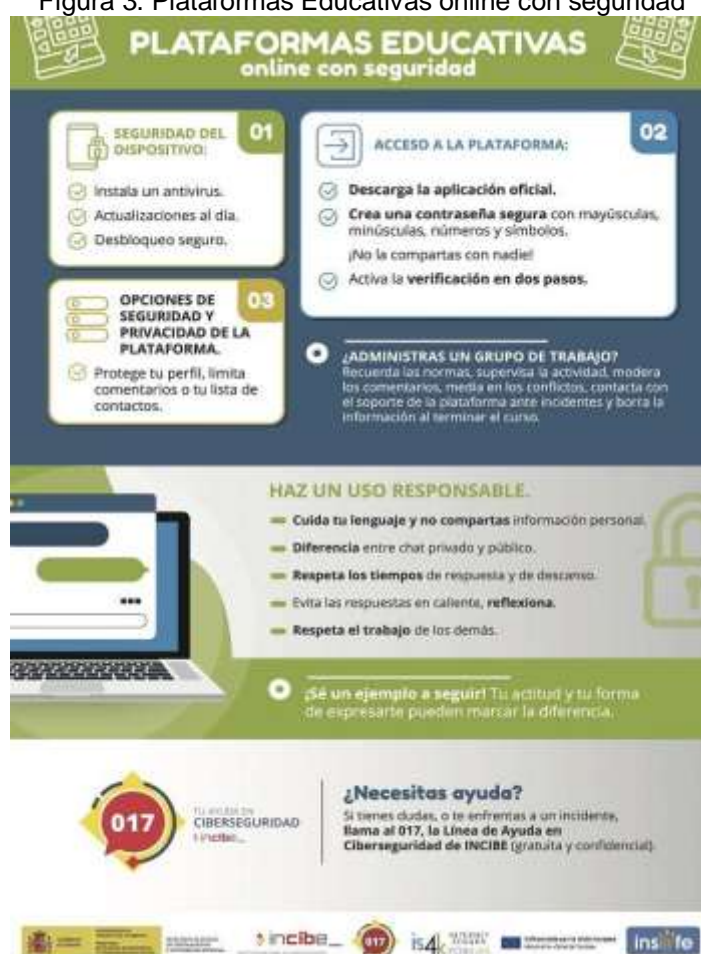 Figura 3. Plataformas Educativas online con seguridad
PLATAFORMAS EDUCATIVAS
online con seguridad
SEGURIDAD DEL
DISPOSITIVO:
01
Instala un antivirus.
Actualizaciones al día.
Desbloqueo seguro.
ACCESO A LA PLATAFORMA:
02
Descarga la aplicación oficial.
Crea una contraseña segura con mayúsculas,
minúsculas, números y símbolos.
¡No la compartas con nadie!
Activa la verificación en dos pasos.
OPCIONES DE
SEGURIDAD Y
PRIVACIDAD DE LA
PLATAFORMA.
03
Protege tu perfil, limita
comentarios o tu lista de
contactos.
¿ADMINISTRAS UN GRUPO DE TRABAJO?
Recuerda las normas, supervisa la actividad, modera
los comentarios, media en los conflictos, contacta con
el soporte de la plataforma ante incidentes y borra la
información al terminar el curso.
HAZ UN USO RESPONSABLE.
Cuida tu lenguaje y no compartas información personal.
Diferencia entre chat privado y público.
Respeta los tiempos de respuesta y de descanso.
Evita las respuestas en caliente, reflexiona.
Respeta el trabajo de los demás.
¡Sé un ejemplo a seguir! Tu actitud y tu forma
de expresarte pueden marcar la diferencia.
017
TU AYUDA EN
CIBERSEGURIDAD
incibe_
¿Necesitas ayuda?
Si tienes dudas, o te enfrentas a un incidente,
llama al 017, la Línea de Ayuda en
Ciberseguridad de INCIBE (gratuita y confidencial).
incibe_
017
is4k
INTERNET
SEGURA